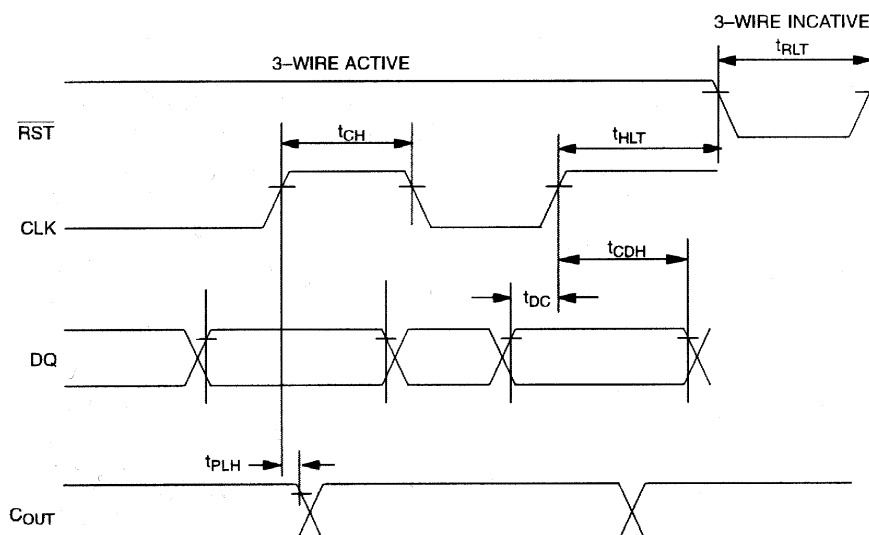 3–WIRE INCATIVE
tRLT
3–WIRE ACTIVE
RST
tCH
tHLT
CLK
tCDH
tDC
DQ
tPLH
COUT